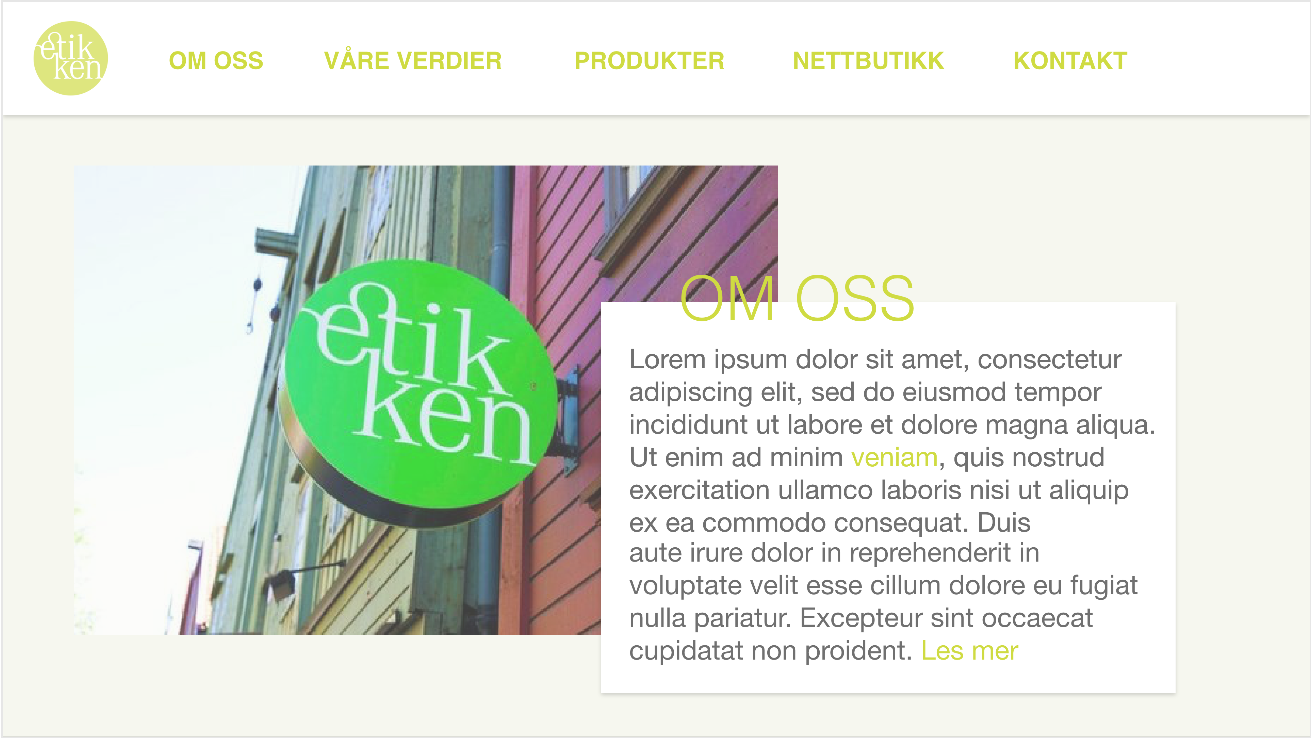 etik
ken
OM OSS
VÅRE VERDIER
PRODUKTER
NETTBUTIKK
KONTAKT
etik
ken
OM OSS
Lorem ipsum dolor sit amet, consectetur
adipiscing elit, sed do eiusmod tempor
incididunt ut labore et dolore magna aliqua.
Ut enim ad minim veniam, quis nostrud
exercitation ullamco laboris nisi ut aliquip
ex ea commodo consequat. Duis
aute irure dolor in reprehenderit in
voluptate velit esse cillum dolore eu fugiat
nulla pariatur. Excepteur sint occaecat
cupidatat non proident. Les mer